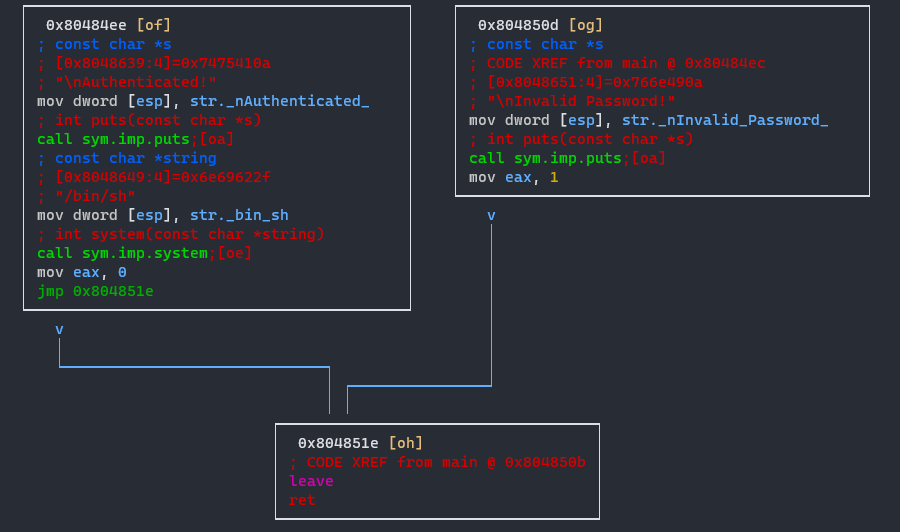 0x80484ee [of]
; const char *s
; [0x8048639:4]=0x7475410a
; "\nAuthenticated!"
mov dword [esp], str._nAuthenticated_
; int puts(const char *s)
call sym.imp.puts;[oa]
; const char *string
; [0x8048649:4]=0x6e69622f
; "/bin/sh"
mov dword [esp], str._bin_sh
; int system(const char *string)
call sym.imp.system;[oe]
mov eax, 0
jmp 0x804851e
v
0x804850d [og]
; const char *s
; CODE XREF from main @ 0x80484ec
; [0x8048651:4]=0x766e490a
; "\nInvalid Password!"
mov dword [esp], str._nInvalid_Password_
; int puts(const char *s)
call sym.imp.puts;[oa]
mov eax, 1
v
0x804851e [oh]
; CODE XREF from main @ 0x804850b
leave
ret